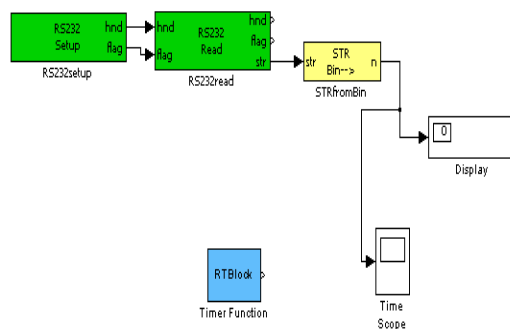 RS232
Setup
hnd
flag
RS232setup
hnd
flag
RS232
Read
hnd
flag
str
RS232read
str
STR
Bin-->
n
STRfromBin
0
Display
RTBlock
Timer Function
Time
Scope